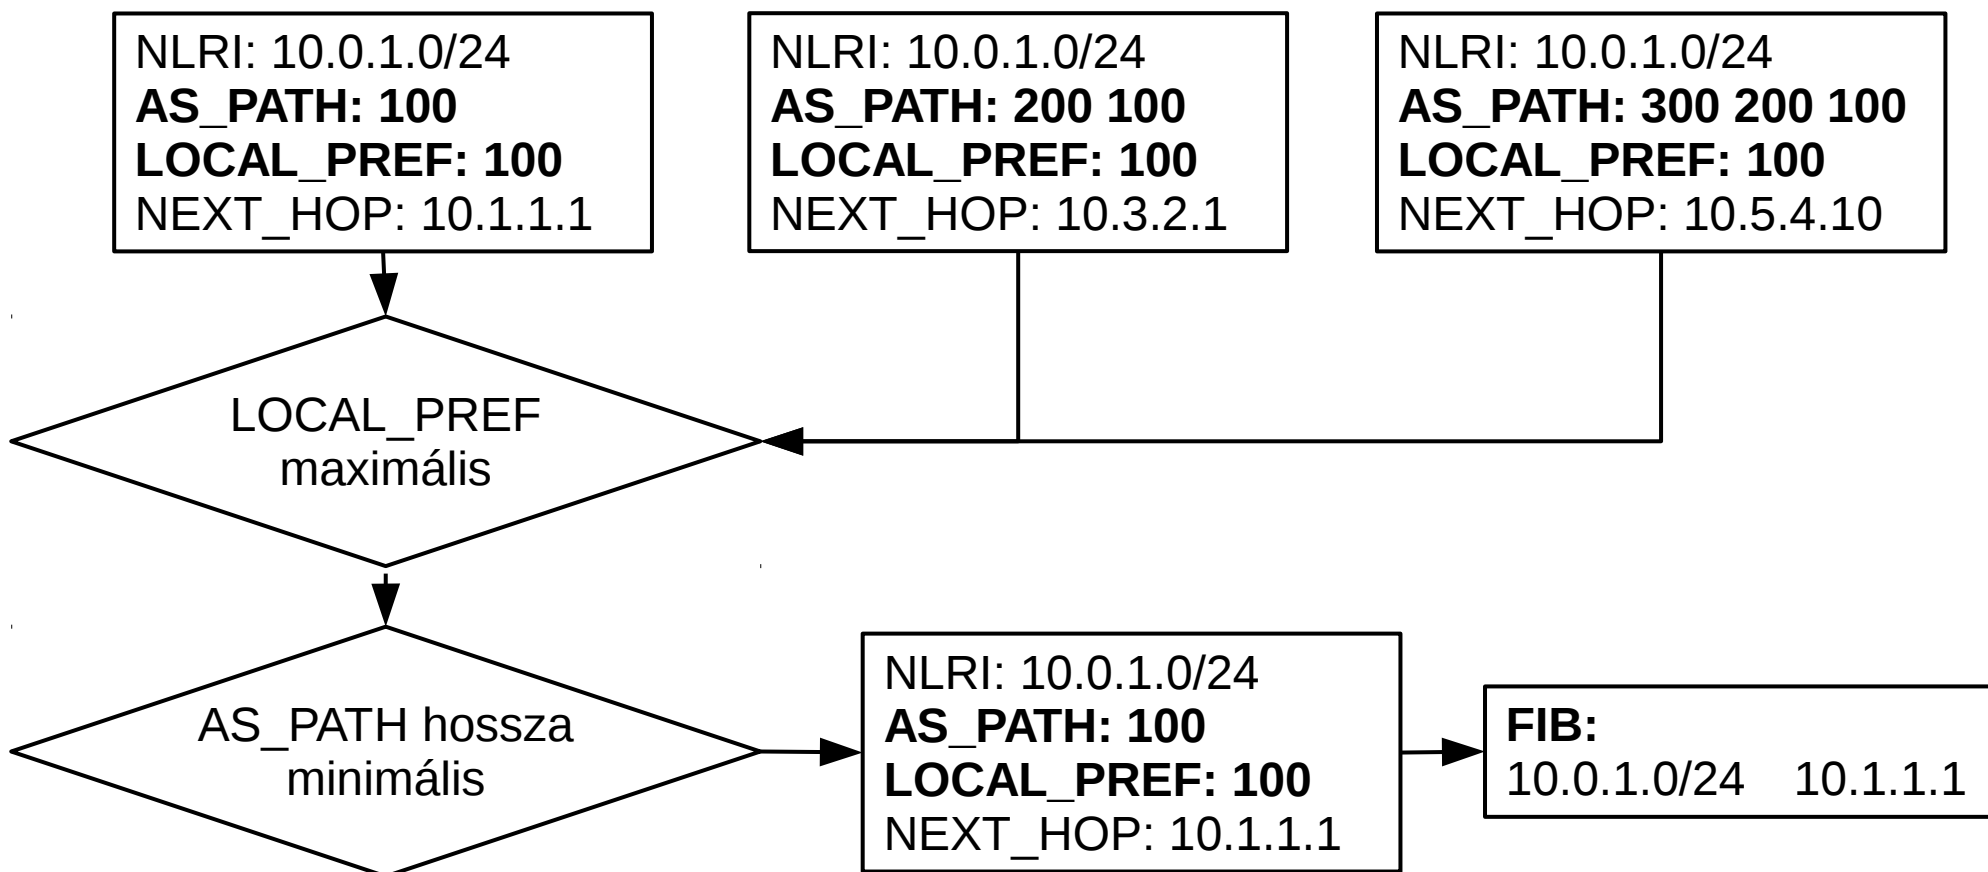 NLRI: 10.0.1.0/24
AS_PATH: 100
LOCAL_PREF: 100
NEXT_HOP: 10.1.1.1
NLRI: 10.0.1.0/24
AS_PATH: 200 100
LOCAL_PREF: 100
NEXT_HOP: 10.3.2.1
NLRI: 10.0.1.0/24
AS_PATH: 300 200 100
LOCAL_PREF: 100
NEXT_HOP: 10.5.4.10
LOCAL_PREF
maximális
AS_PATH hossza
minimális
NLRI: 10.0.1.0/24
AS_PATH: 100
LOCAL_PREF: 100
NEXT_HOP: 10.1.1.1
FIB:
10.0.1.0/24 10.1.1.1